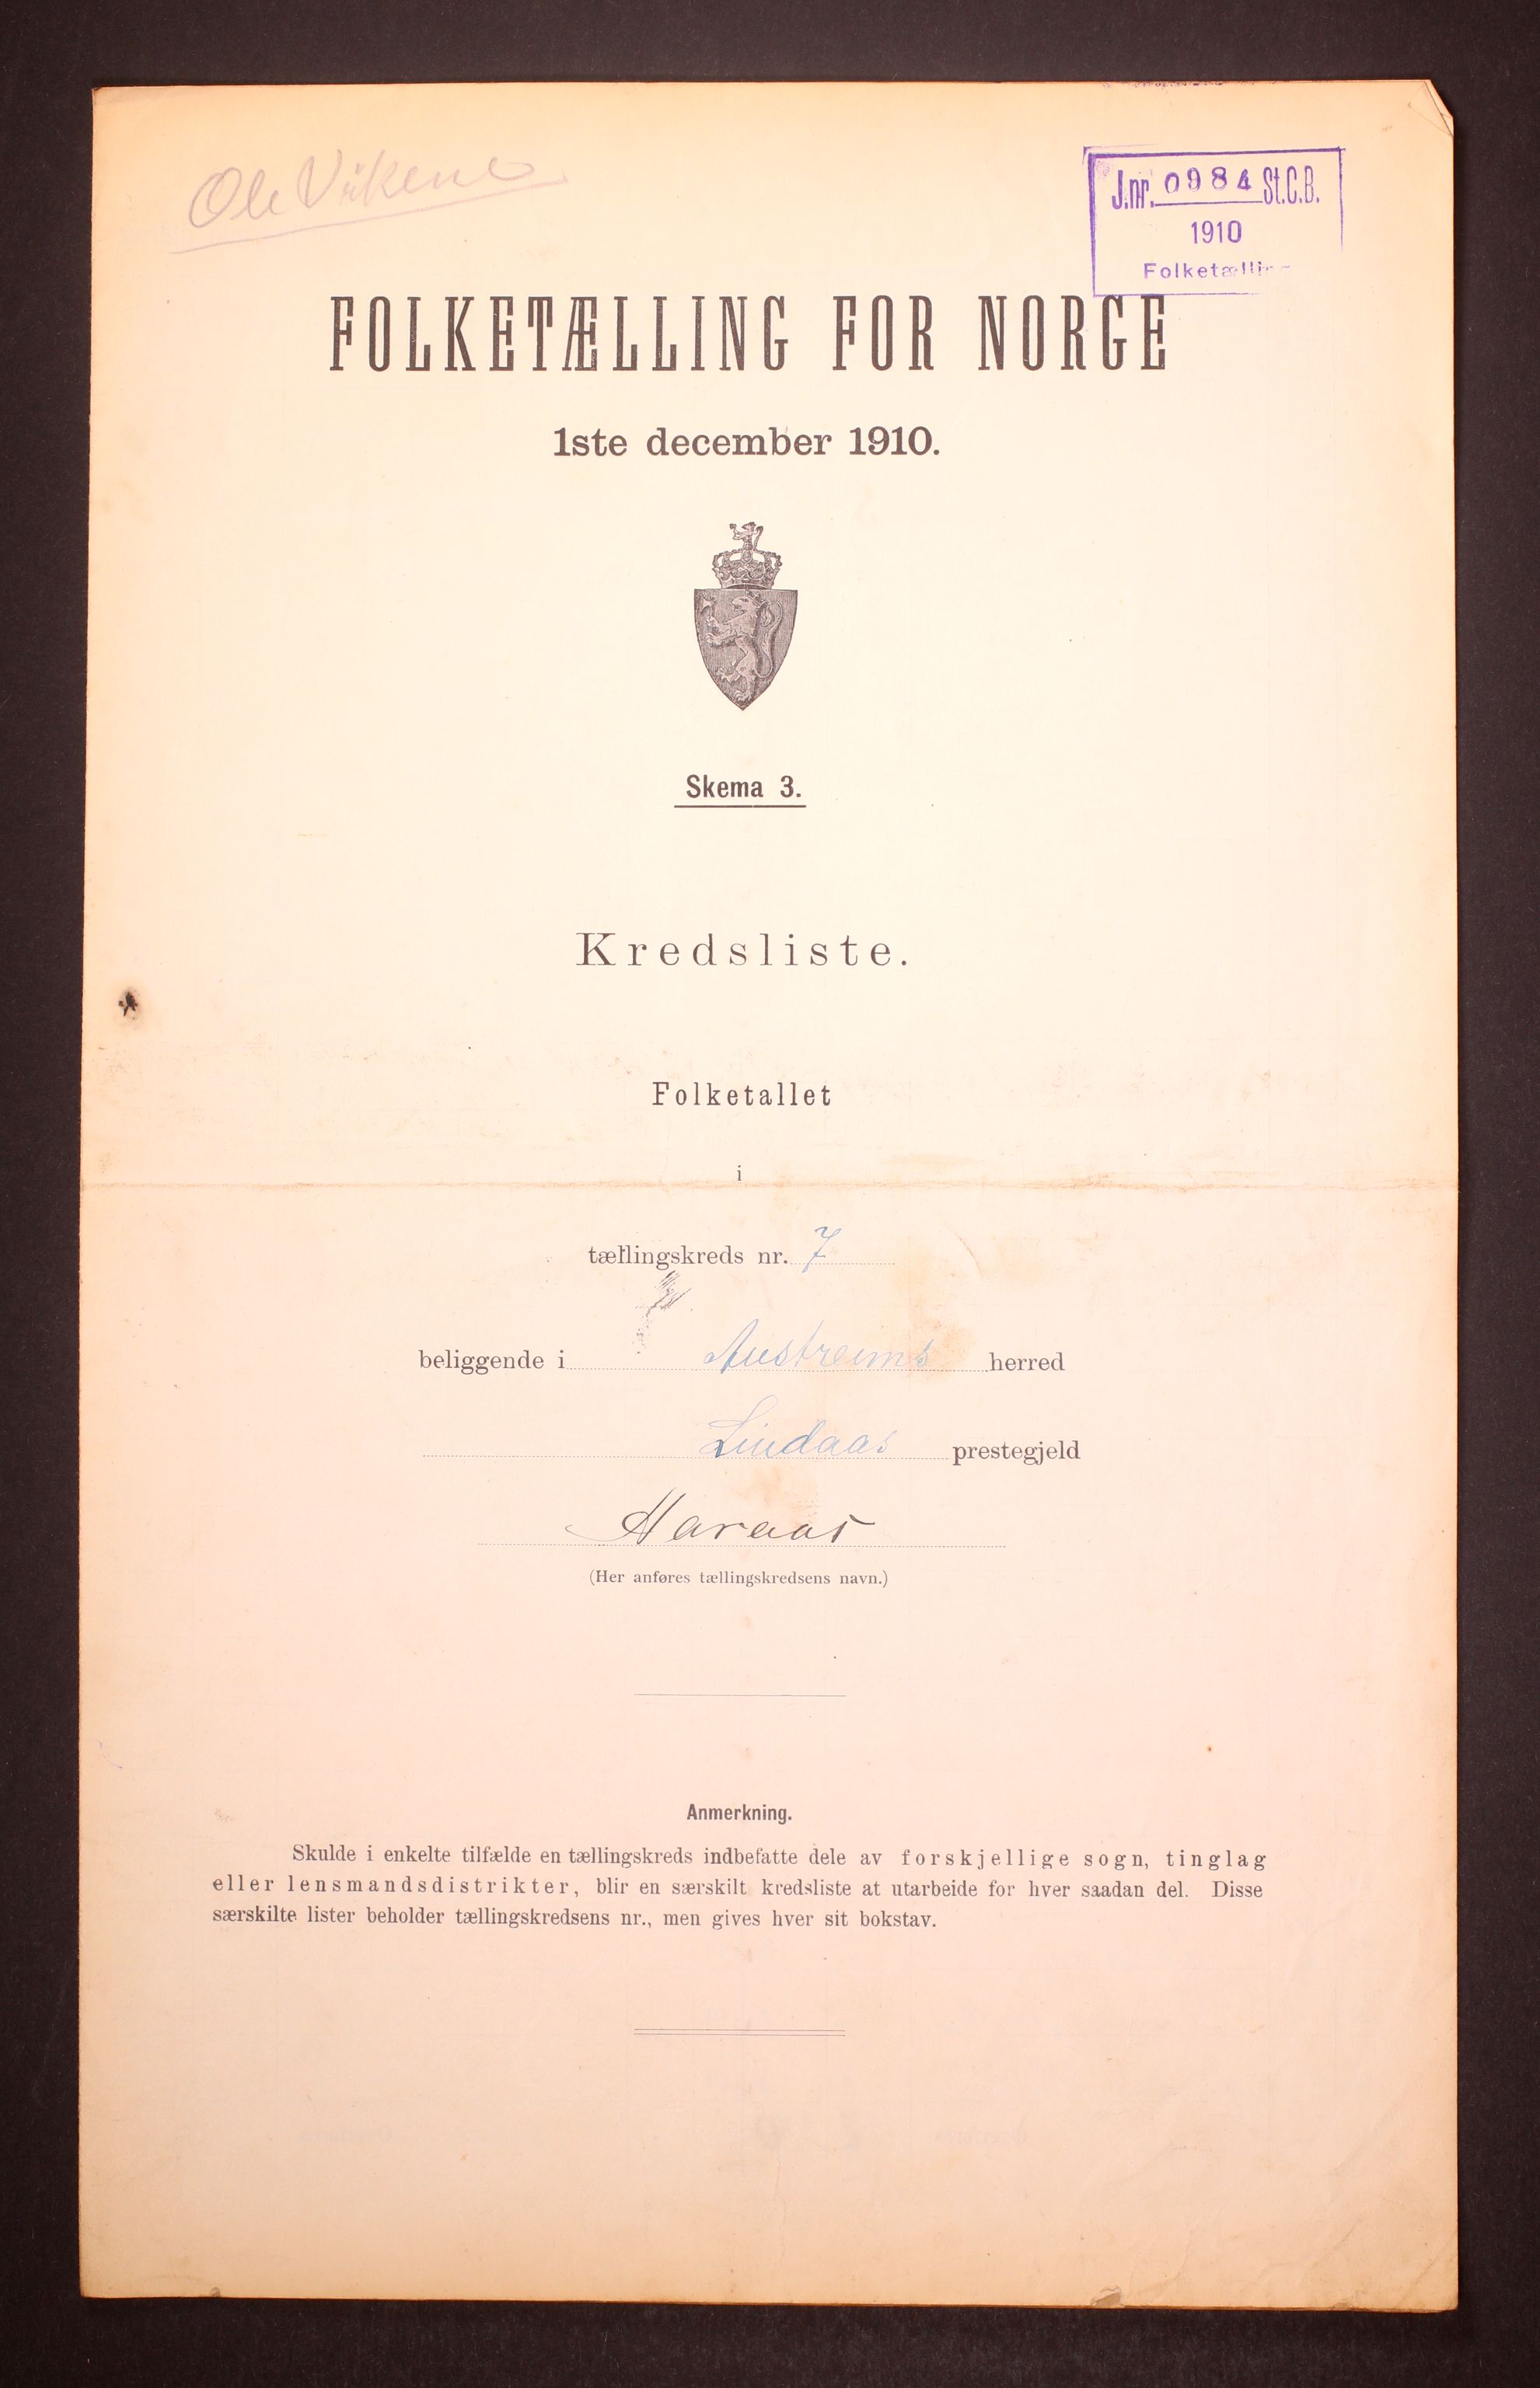 Ole Vikene
J.nr. 0984 St.C.B.
1910
Folketælling
FOLKETÆLLING FOR NORGE
1ste december 1910.
Skema 3.
Kredsliste.
Folketallet
i
tællingskreds nr. 7
beliggende i Austreims herred
Lindaas prestegjeld
Haraas
(Her anføres tællingskredsens navn.)
Anmerkning.
Skulde i enkelte tilfælde en tællingskreds indbefatte dele av forskjellige sogn, tinglag
eller lensmandsdistrikter, blir en særskilt kredsliste at utarbeide for hver saadan del. Disse
særskilte lister beholder tællingskredsens nr., men gives hver sit bokstav.